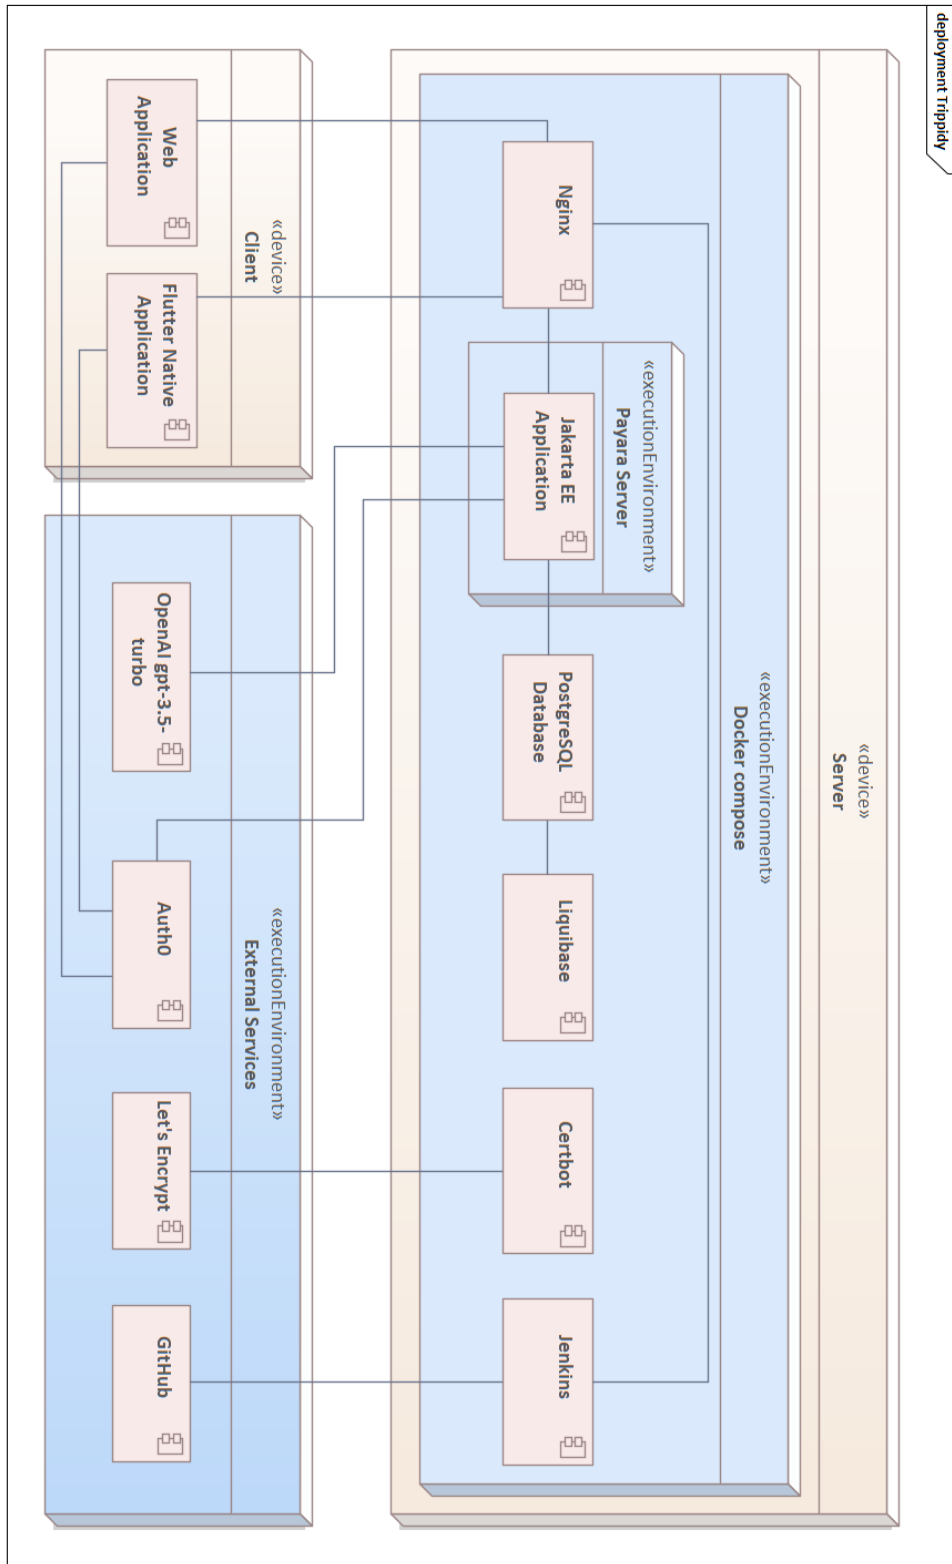 deployment Trippidy
«device»
Server
«executionEnvironment»
Docker compose
«executionEnvironment»
Payara Server
Nginx
Jakarta EE
Application
PostgreSQL
Database
Liquibase
Certbot
Jenkins
«device»
Client
Web
Application
Flutter Native
Application
«executionEnvironment»
External Services
OpenAI gpt-3.5-
turbo
Auth0
Let's Encrypt
GitHub